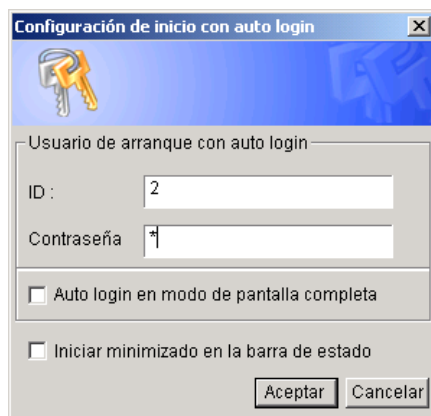 Configuración de inicio con auto login
Usuario de arranque con auto login
ID :
2
Contraseña
*
Auto login en modo de pantalla completa
Iniciar minimizado en la barra de estado
Aceptar
Cancelar